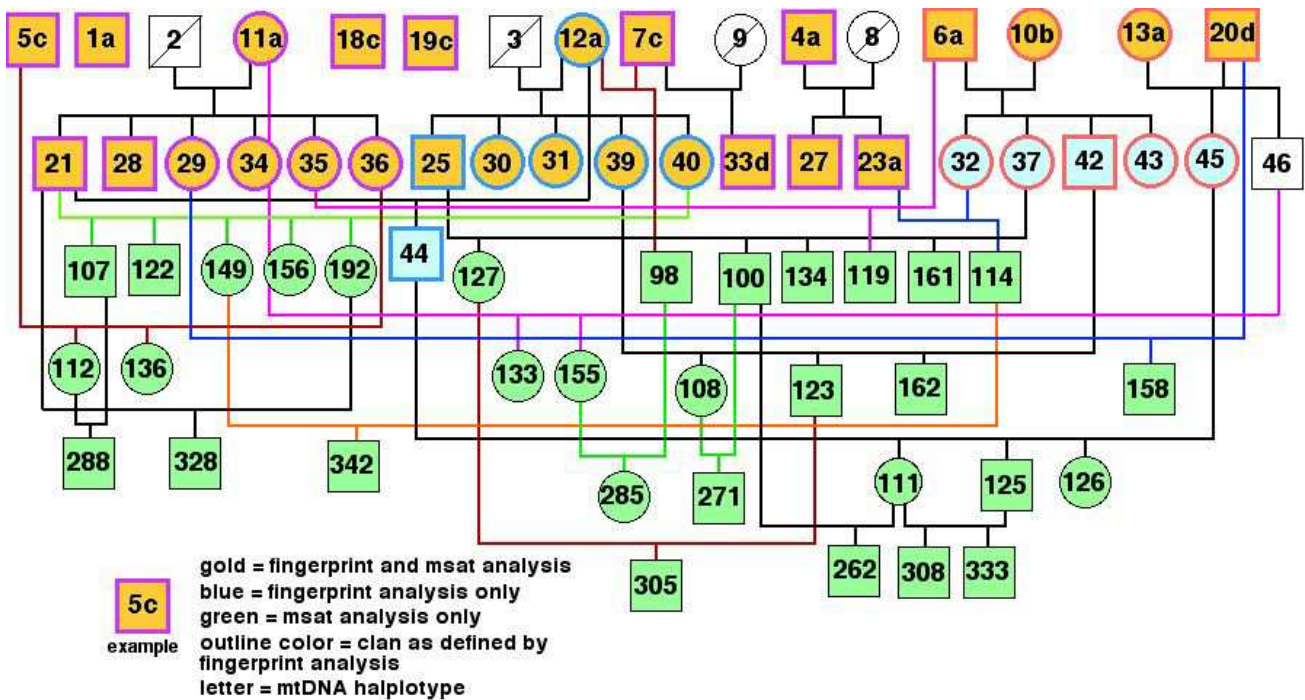 5c 1a 2 11a 18c 19c 3 12a 7c 9 4a 8 6a 10b 13a 20d
21 28 29 34 35 36 25 30 31 39 40 33d 27 23a 32 37 42 43 45 46
107 122 149 156 192 44 127 98 100 134 119 161 114
112 136 133 155 108 123 162 158
288 328 342 285 271 111 125 126
305 262 308 333
5c
example
gold = fingerprint and msat analysis
blue = fingerprint analysis only
green = msat analysis only
outline color = clan as defined by
fingerprint analysis
letter = mtDNA halplotype